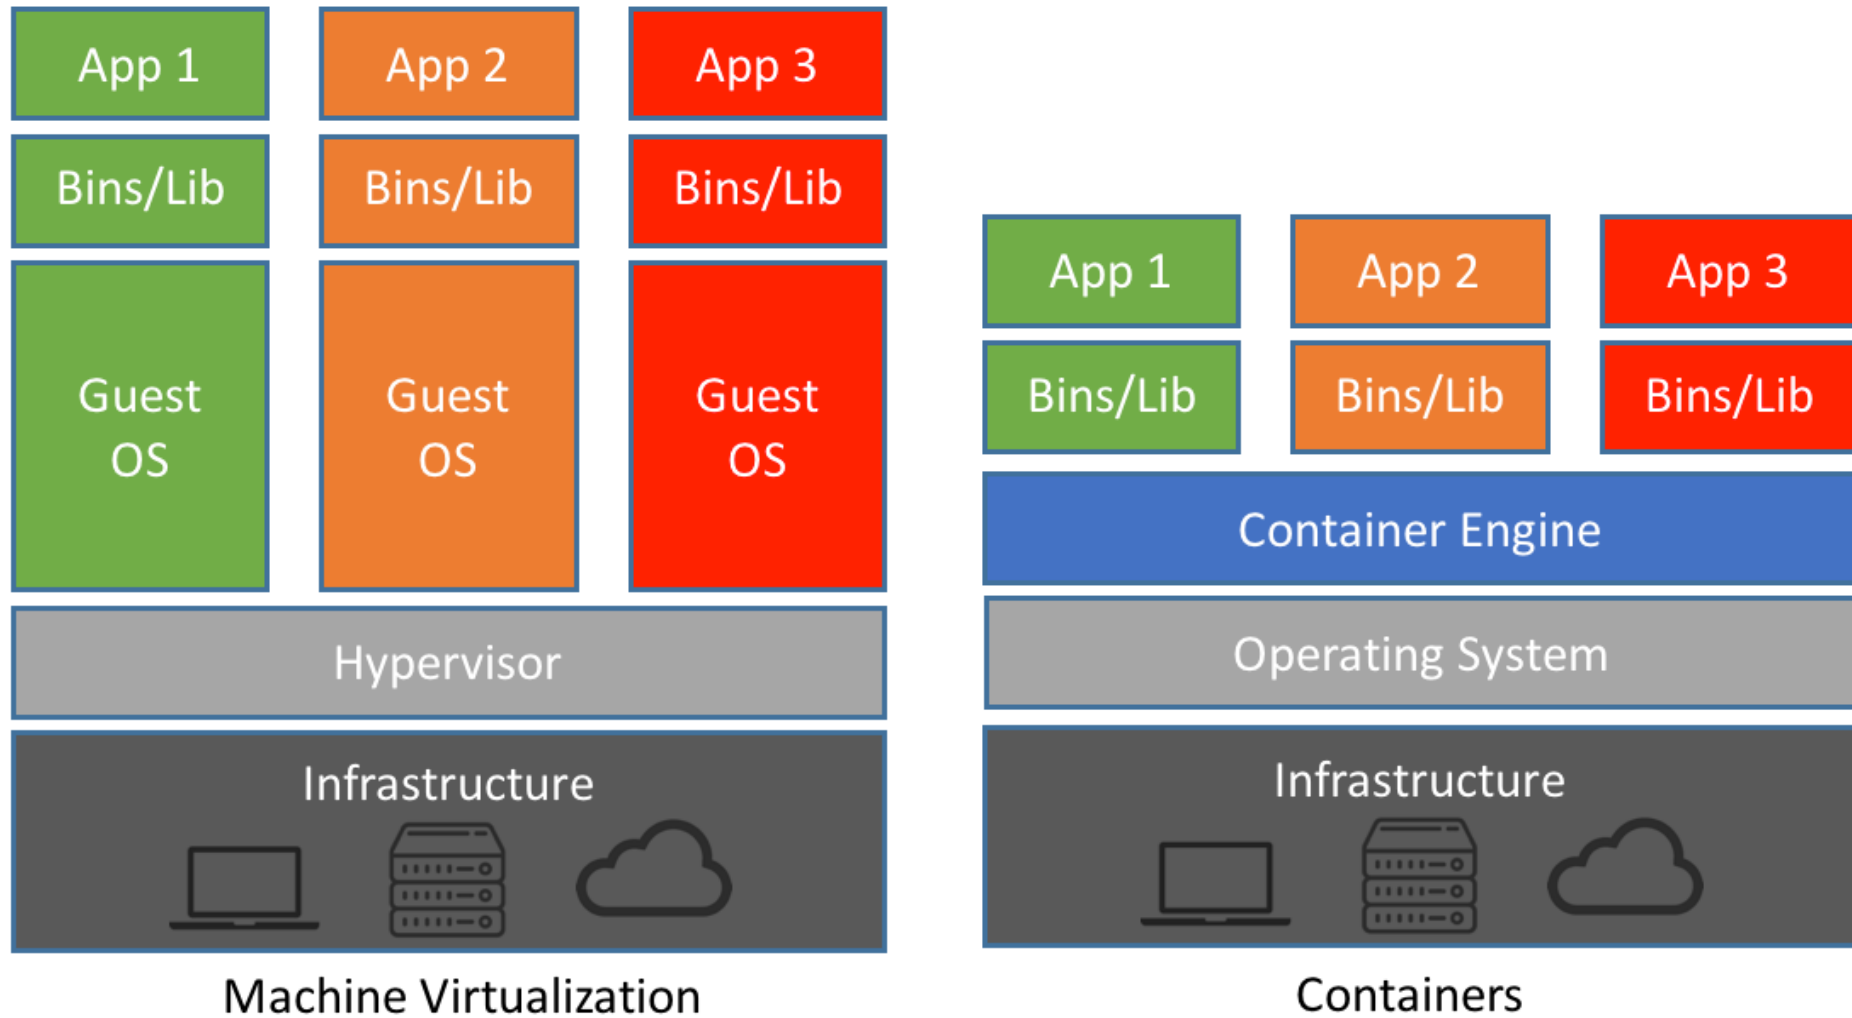 App 1
App 2
App 3
Bins/Lib
Bins/Lib
Bins/Lib
Guest
OS
Guest
OS
Guest
OS
Hypervisor
Infrastructure
Machine Virtualization
App 1
App 2
App 3
Bins/Lib
Bins/Lib
Bins/Lib
Container Engine
Operating System
Infrastructure
Containers